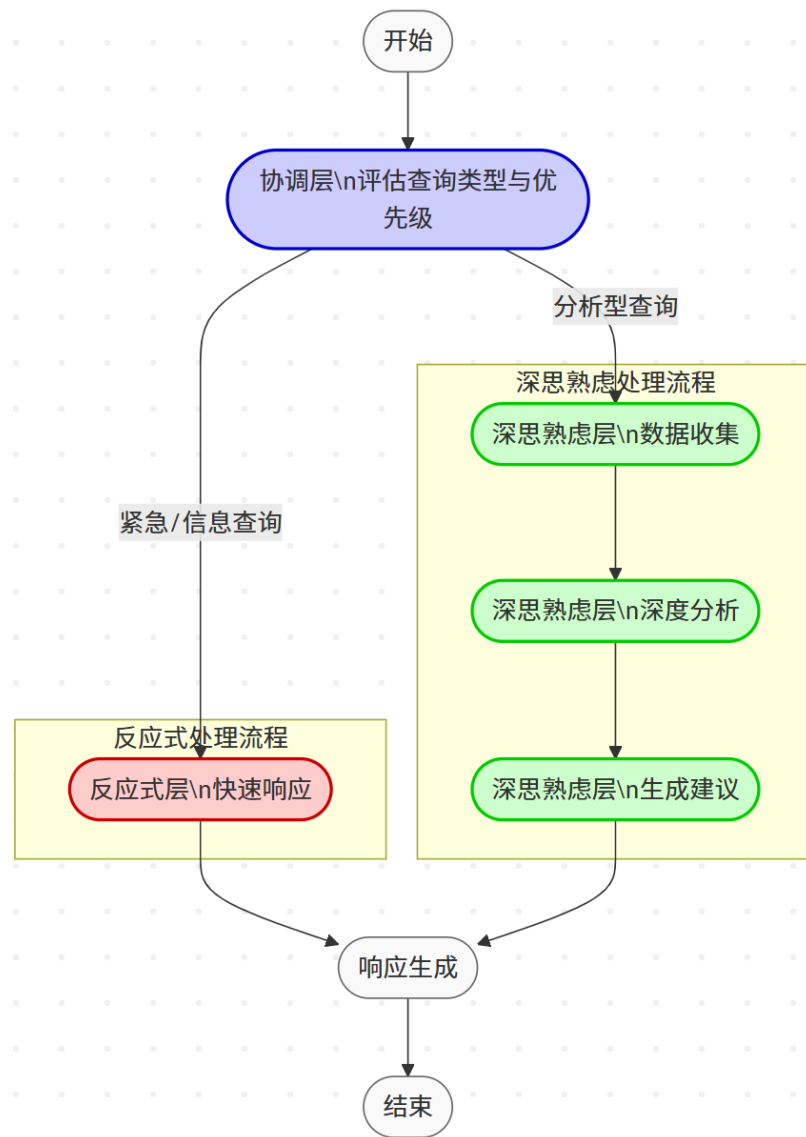 开始
协调层\n评估查询类型与优
先级
分析型查询
深思熟虑处理流程
深思熟虑层\n数据收集
紧急/信息查询
深思熟虑层\n深度分析
反应式处理流程
反应式层\n快速响应
深思熟虑层\n生成建议
响应生成
结束